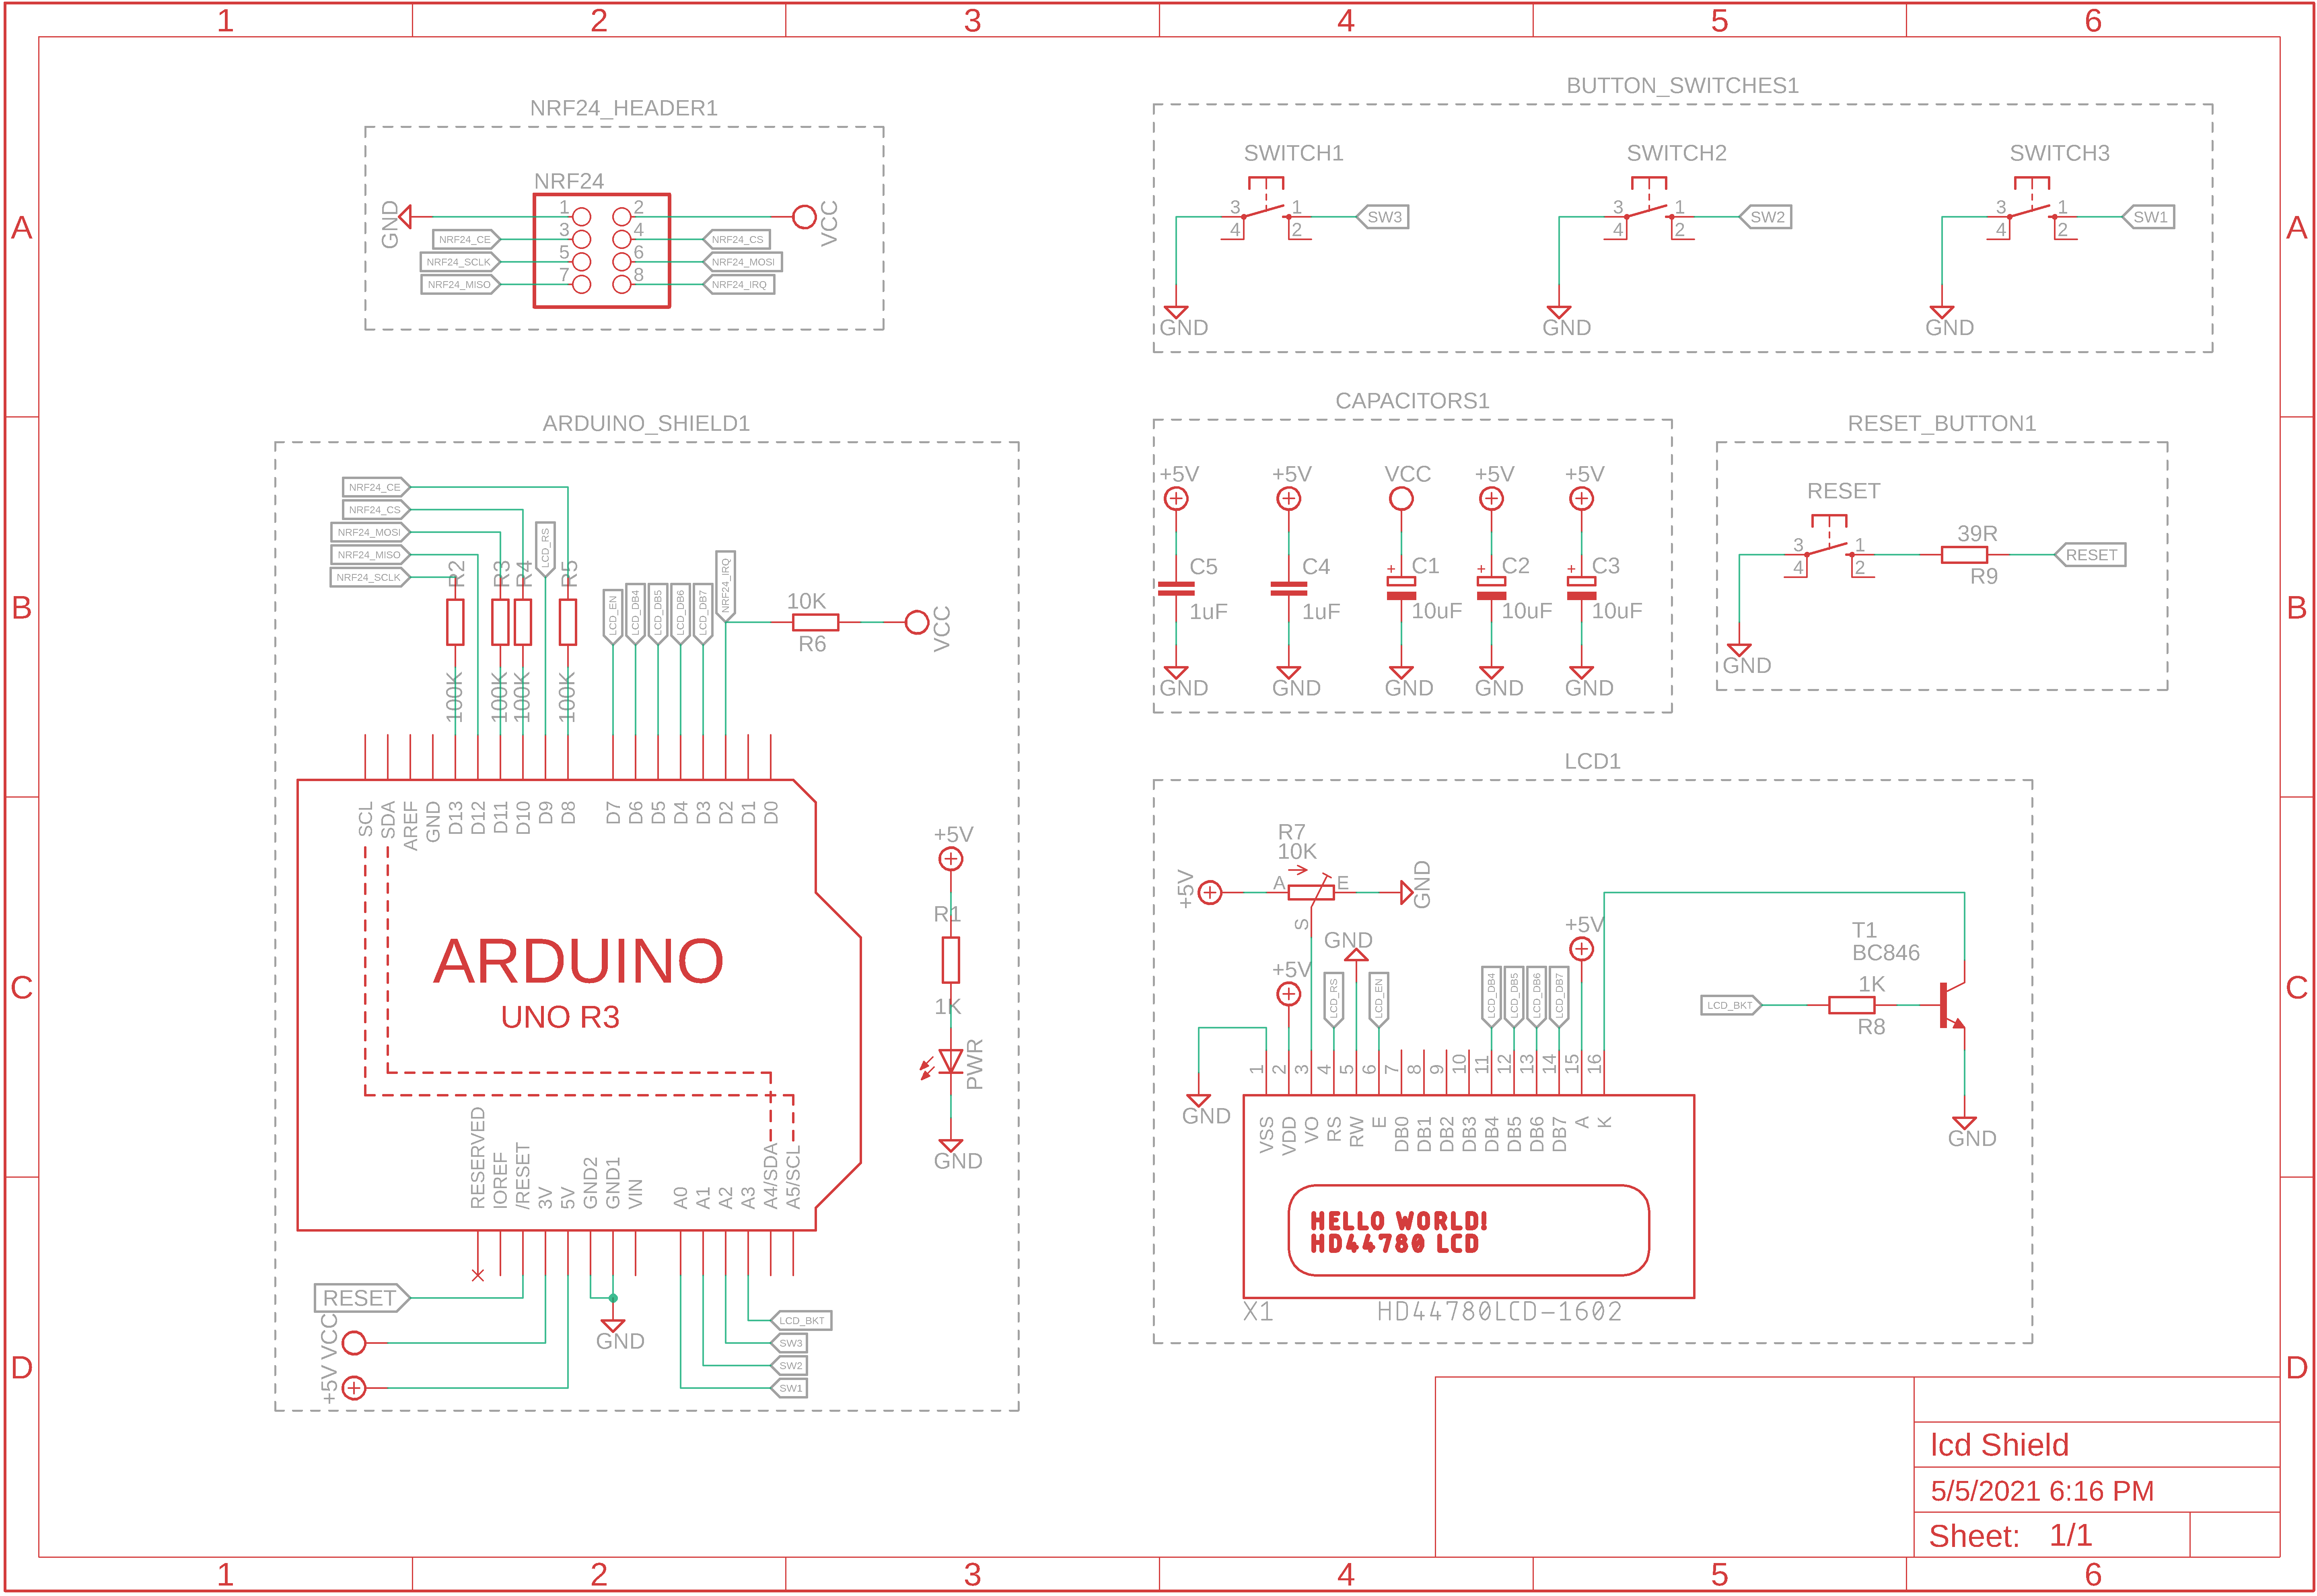 1 2 3 4 5 6
A
A
B
B
C
C
D
D
NRF24_HEADER1
NRF24
GND
VCC
1 2
3 4
5 6
7 8
NRF24_CE
NRF24_SCLK
NRF24_MISO
NRF24_CS
NRF24_MOSI
NRF24_IRQ
BUTTON_SWITCHES1
SWITCH1 SWITCH2 SWITCH3
3 1 SW3
4 2
GND
3 1 SW2
4 2
GND
3 1 SW1
4 2
GND
ARDUINO_SHIELD1
NRF24_CE
NRF24_CS
NRF24_MOSI
NRF24_MISO
NRF24_SCLK
R2 R3 R4 R5
LCD_RS
100K 100K 100K 100K
LCD_EN
LCD_DB4
LCD_DB5
LCD_DB6
LCD_DB7
NRF24_IRQ
10K
R6
VCC
SCL SDA AREF GND D13 D12 D11 D10 D9 D8 D7 D6 D5 D4 D3 D2 D1 D0
ARDUINO
UNO R3
RESERVED IOREF /RESET 3V 5V GND2 GND1 VIN A0 A1 A2 A3 A4/SDA A5/SCL
RESET
VCC
+5V
GND
LCD_BKT
SW3
SW2
SW1
+5V
R1
1K
PWR
GND
CAPACITORS1
+5V +5V VCC +5V +5V
C5 C4 + C1 + C2 + C3
1uF 1uF 10uF 10uF 10uF
GND GND GND GND GND
RESET_BUTTON1
RESET
3 1
4 2
39R
R9
RESET
GND
LCD1
R7
10K
+5V
A E
S
GND
GND
+5V
LCD_RS
LCD_EN
LCD_DB4
LCD_DB5
LCD_DB6
LCD_DB7
+5V
T1
BC846
1K
R8
LCD_BKT
GND
GND
1 2 3 4 5 6 7 8 9 10 11 12 13 14 15 16
VSS VDD VO RS RW E DB0 DB1 DB2 DB3 DB4 DB5 DB6 DB7 A K
HELLO WORLD!
HD44780 LCD
X1 HD44780LCD-1602
lcd Shield
5/5/2021 6:16 PM
Sheet: 1/1
1 2 3 4 5 6